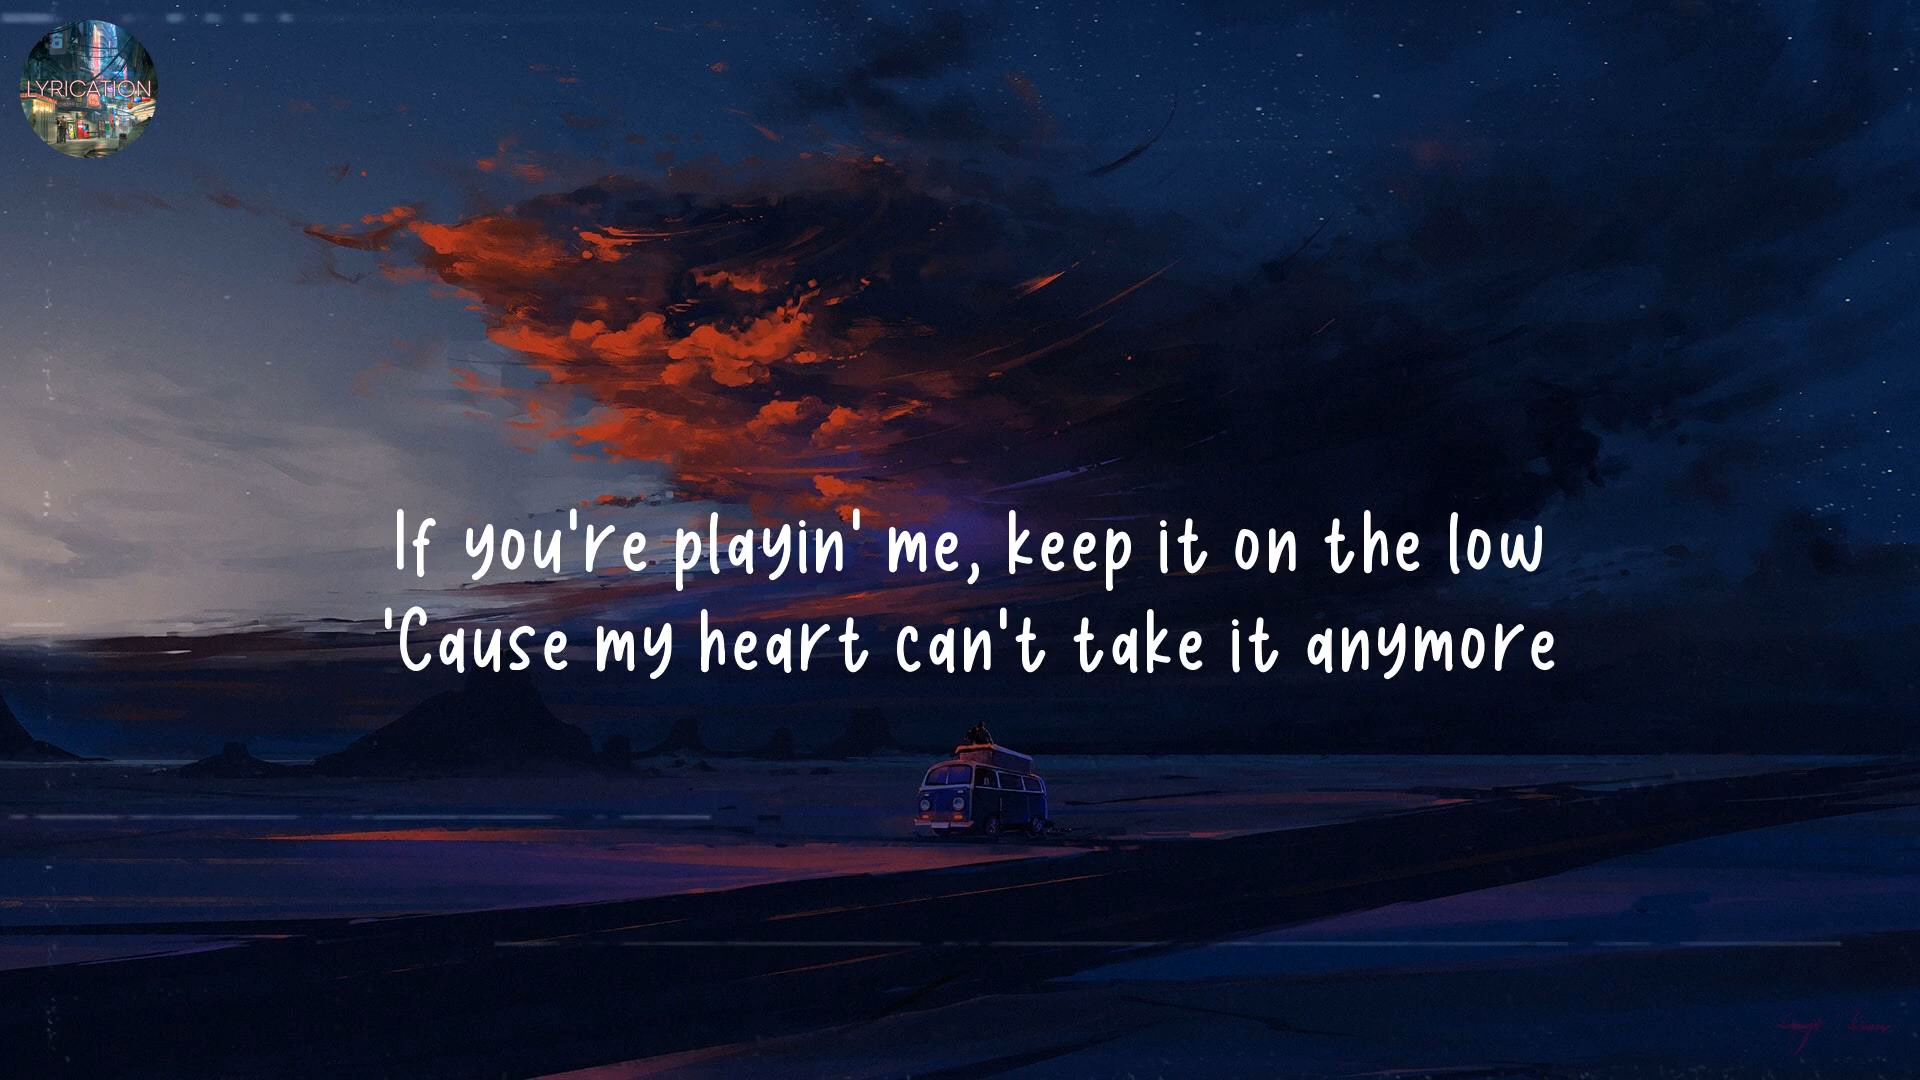 LYRICATION
If you're playin' me, keep it on the low
'Cause my heart can't take it anymore